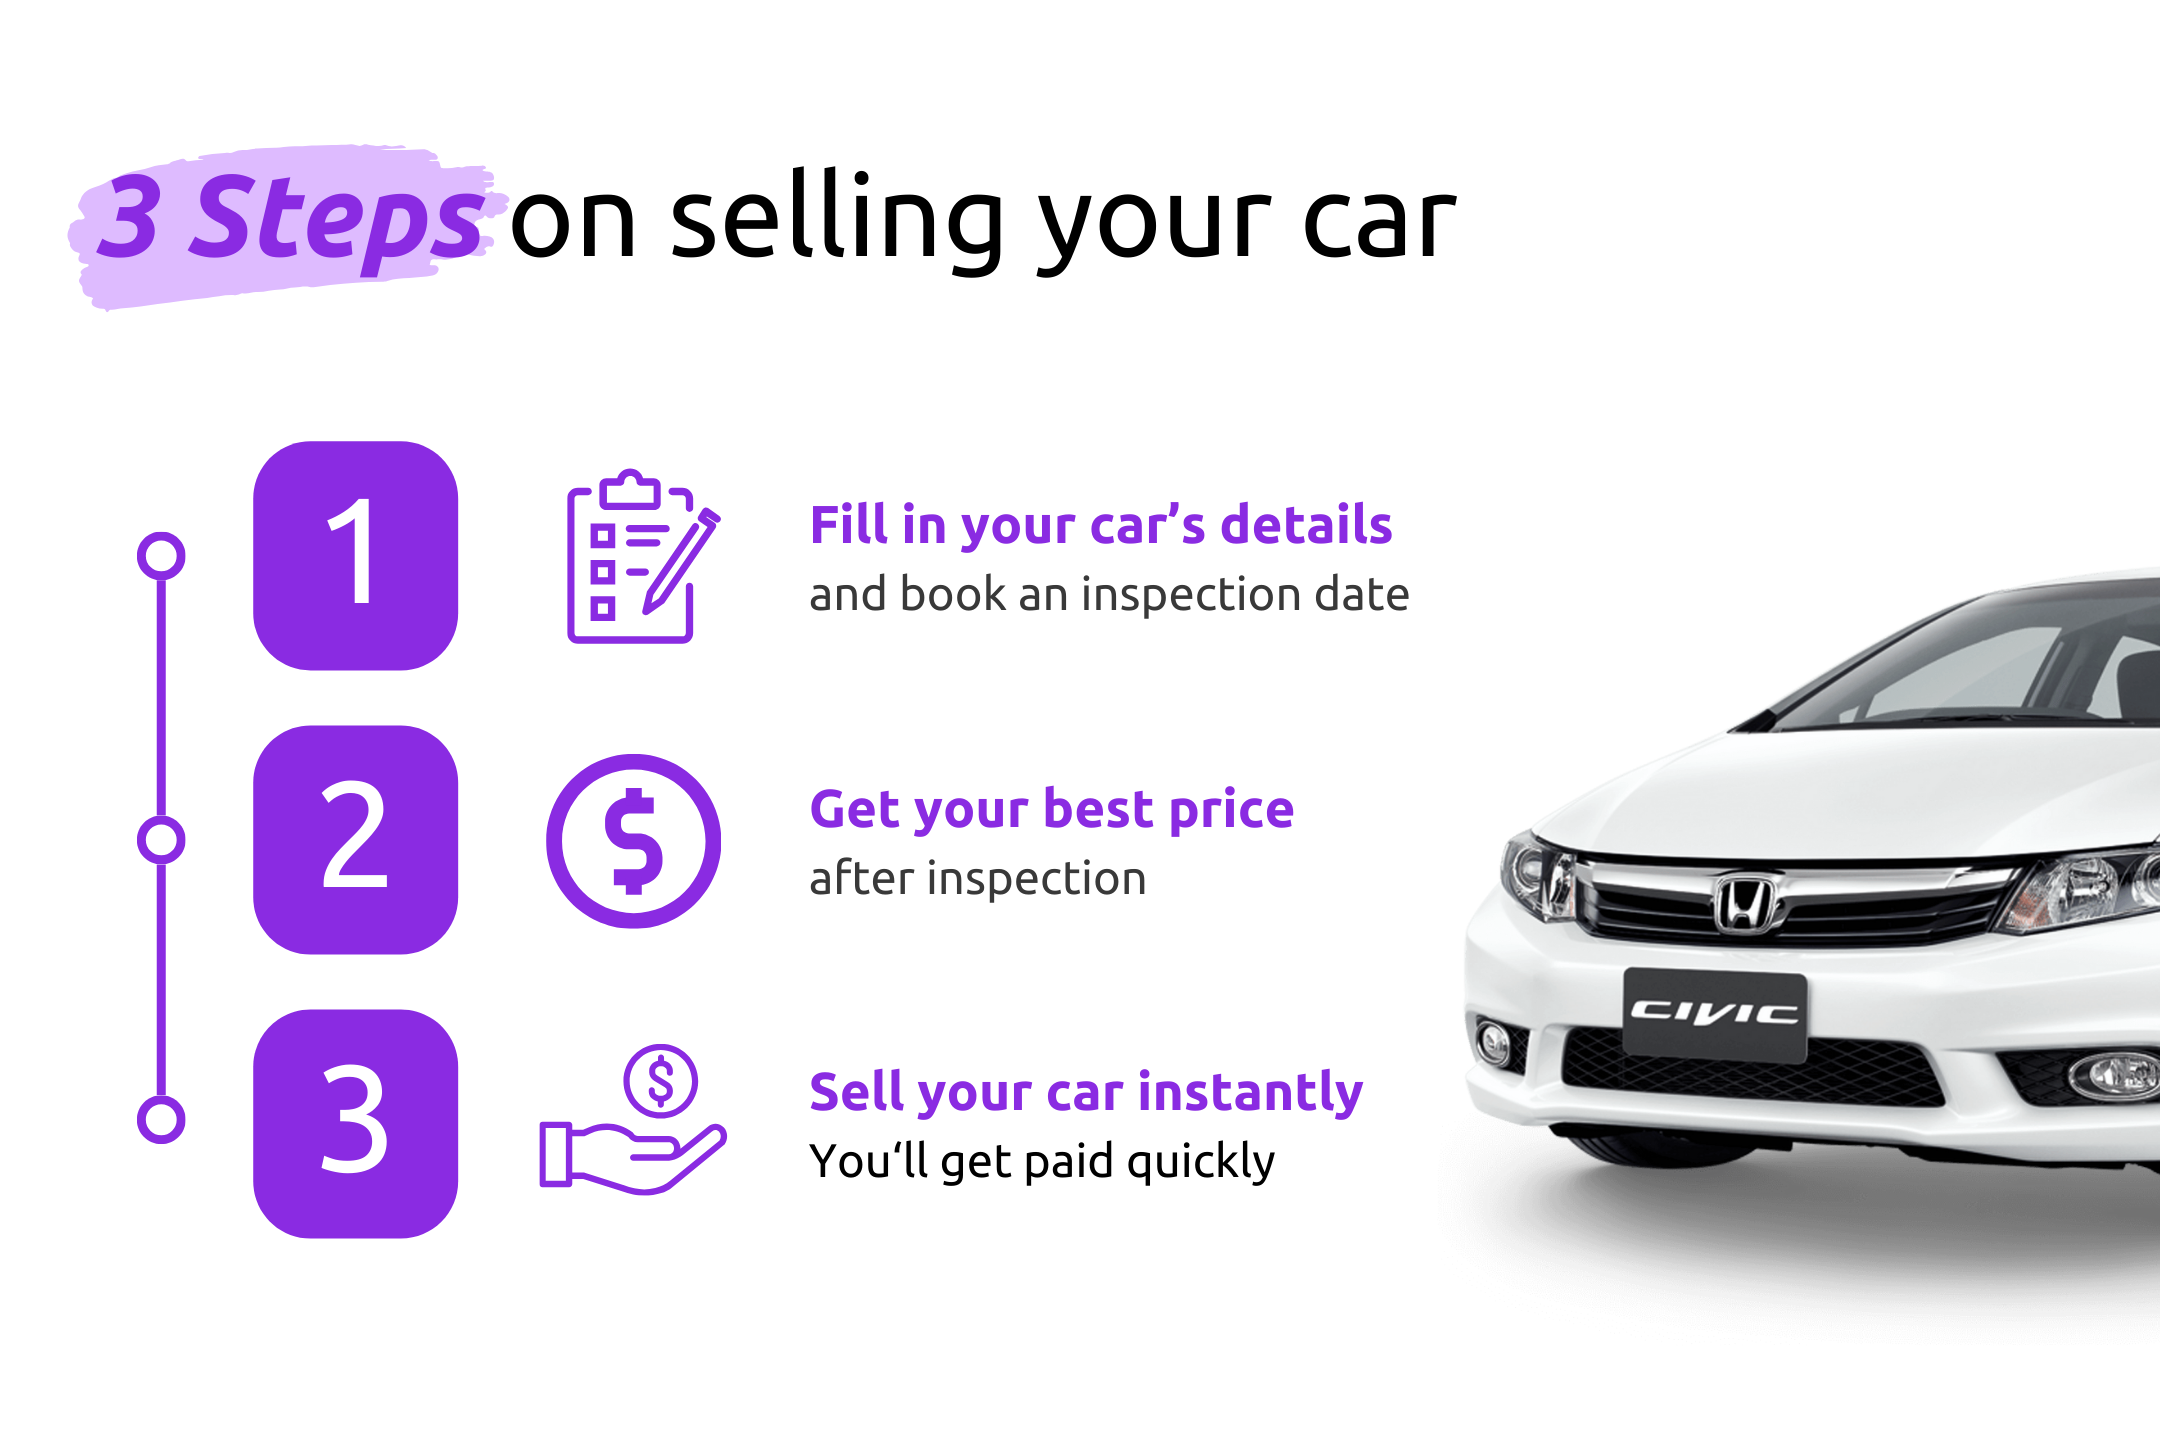 3 Steps on selling your car
1
Fill in your car’s details
and book an inspection date
2
$
Get your best price
after inspection
3
$
Sell your car instantly
You‘ll get paid quickly
CIVIC